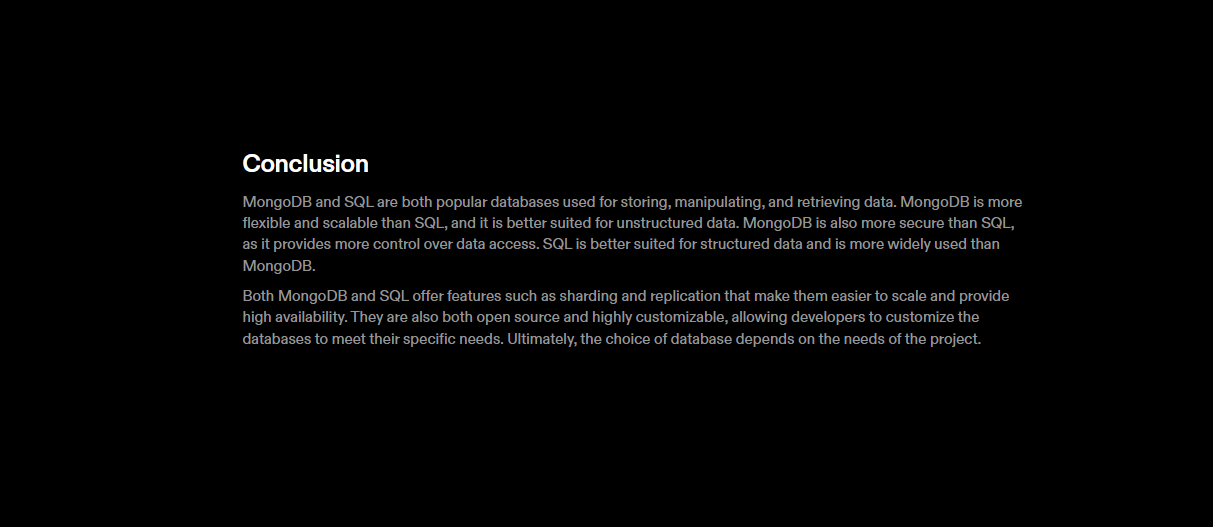 Conclusion
MongoDB and SQL are both popular databases used for storing, manipulating, and retrieving data. MongoDB is more
flexible and scalable than SQL, and it is better suited for unstructured data. MongoDB is also more secure than SQL,
as it provides more control over data access. SQL is better suited for structured data and is more widely used than
MongoDB.
Both MongoDB and SQL offer features such as sharding and replication that make them easier to scale and provide
high availability. They are also both open source and highly customizable, allowing developers to customize the
databases to meet their specific needs. Ultimately, the choice of database depends on the needs of the project.